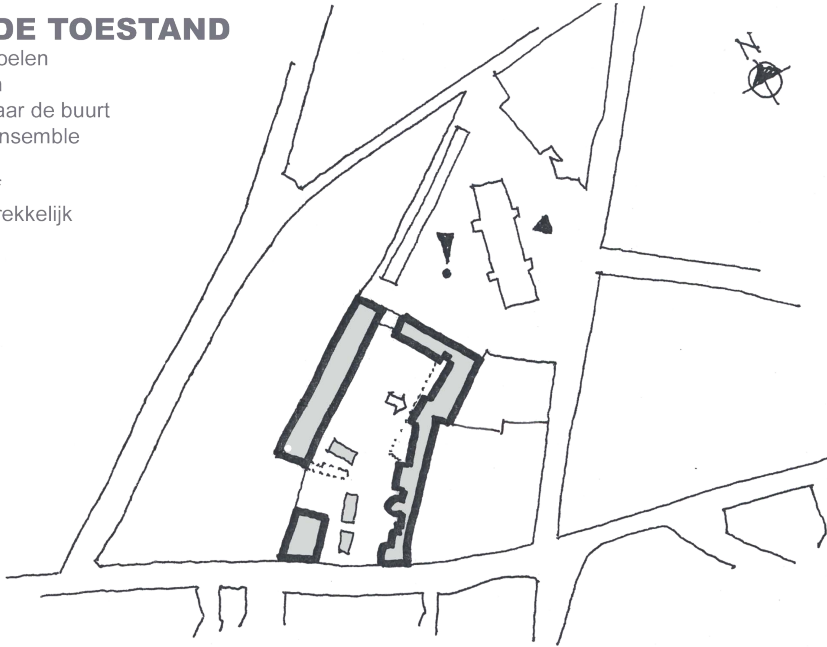 DE TOESTAND
oelen
n
aar de buurt
nsemble
rekkelijk
N